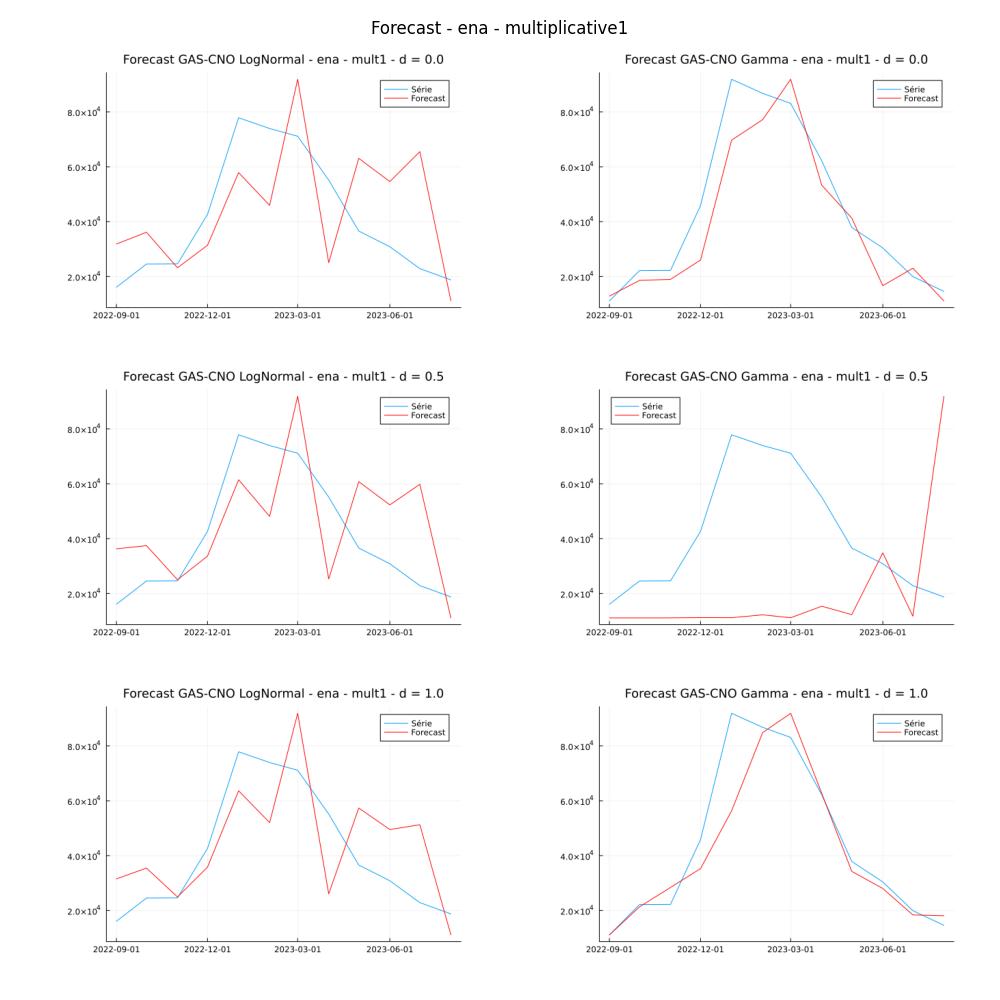 Forecast - ena - multiplicative1
Forecast GAS-CNO LogNormal - ena - mult1 - d = 0.0
Série
Forecast
8.0×10⁴
6.0×10⁴
4.0×10⁴
2.0×10⁴
2022-09-01 2022-12-01 2023-03-01 2023-06-01
Forecast GAS-CNO Gamma - ena - mult1 - d = 0.0
Série
Forecast
8.0×10⁴
6.0×10⁴
4.0×10⁴
2.0×10⁴
2022-09-01 2022-12-01 2023-03-01 2023-06-01
Forecast GAS-CNO LogNormal - ena - mult1 - d = 0.5
Série
Forecast
8.0×10⁴
6.0×10⁴
4.0×10⁴
2.0×10⁴
2022-09-01 2022-12-01 2023-03-01 2023-06-01
Forecast GAS-CNO Gamma - ena - mult1 - d = 0.5
Série
Forecast
8.0×10⁴
6.0×10⁴
4.0×10⁴
2.0×10⁴
2022-09-01 2022-12-01 2023-03-01 2023-06-01
Forecast GAS-CNO LogNormal - ena - mult1 - d = 1.0
Série
Forecast
8.0×10⁴
6.0×10⁴
4.0×10⁴
2.0×10⁴
2022-09-01 2022-12-01 2023-03-01 2023-06-01
Forecast GAS-CNO Gamma - ena - mult1 - d = 1.0
Série
Forecast
8.0×10⁴
6.0×10⁴
4.0×10⁴
2.0×10⁴
2022-09-01 2022-12-01 2023-03-01 2023-06-01